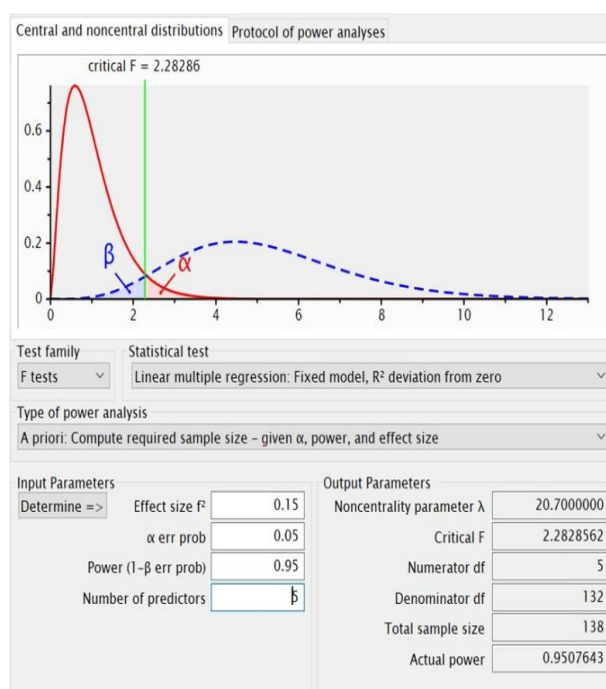 Central and noncentral distributions Protocol of power analyses
critical F = 2.28286
0.6
0.4
0.2
β α
0
0 2 4 6 8 10 12
Test family Statistical test
F tests Linear multiple regression: Fixed model, R² deviation from zero
Type of power analysis
A priori: Compute required sample size – given α, power, and effect size
Input Parameters Output Parameters
Determine => Effect size f² 0.15 Noncentrality parameter λ 20.7000000
α err prob 0.05 Critical F 2.2828562
Power (1–β err prob) 0.95 Numerator df 5
Number of predictors 5 Denominator df 132
Total sample size 138
Actual power 0.9507643